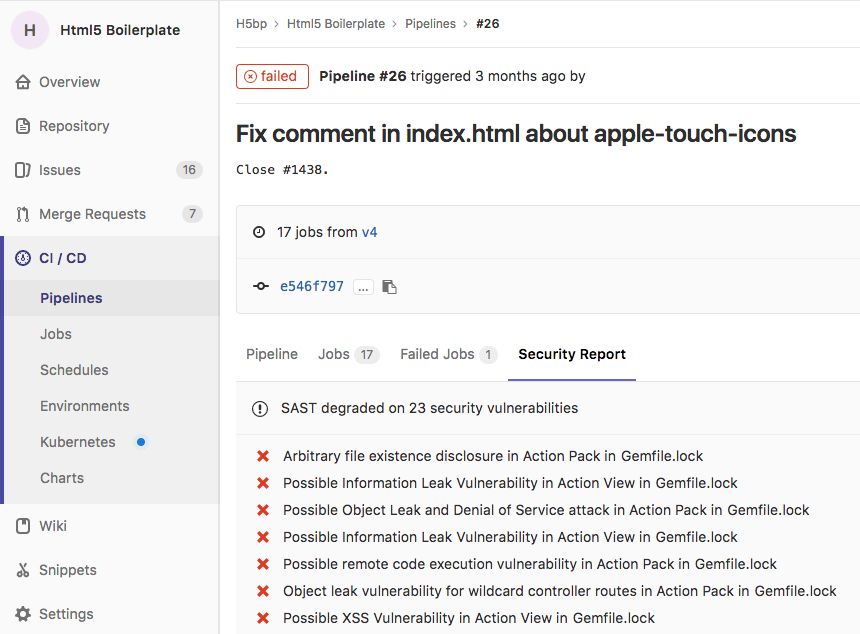 H Html5 Boilerplate
Overview
Repository
Issues 16
Merge Requests 7
CI / CD
Pipelines
Jobs
Schedules
Environments
Kubernetes
Charts
Wiki
Snippets
Settings
H5bp > Html5 Boilerplate > Pipelines > #26
failed Pipeline #26 triggered 3 months ago by
Fix comment in index.html about apple-touch-icons
Close #1438.
17 jobs from v4
e546f797 ...
Pipeline Jobs 17 Failed Jobs 1 Security Report
SAST degraded on 23 security vulnerabilities
Arbitrary file existence disclosure in Action Pack in Gemfile.lock
Possible Information Leak Vulnerability in Action View in Gemfile.lock
Possible Object Leak and Denial of Service attack in Action Pack in Gemfile.lock
Possible Information Leak Vulnerability in Action View in Gemfile.lock
Possible remote code execution vulnerability in Action Pack in Gemfile.lock
Object leak vulnerability for wildcard controller routes in Action Pack in Gemfile.lock
Possible XSS Vulnerability in Action View in Gemfile.lock